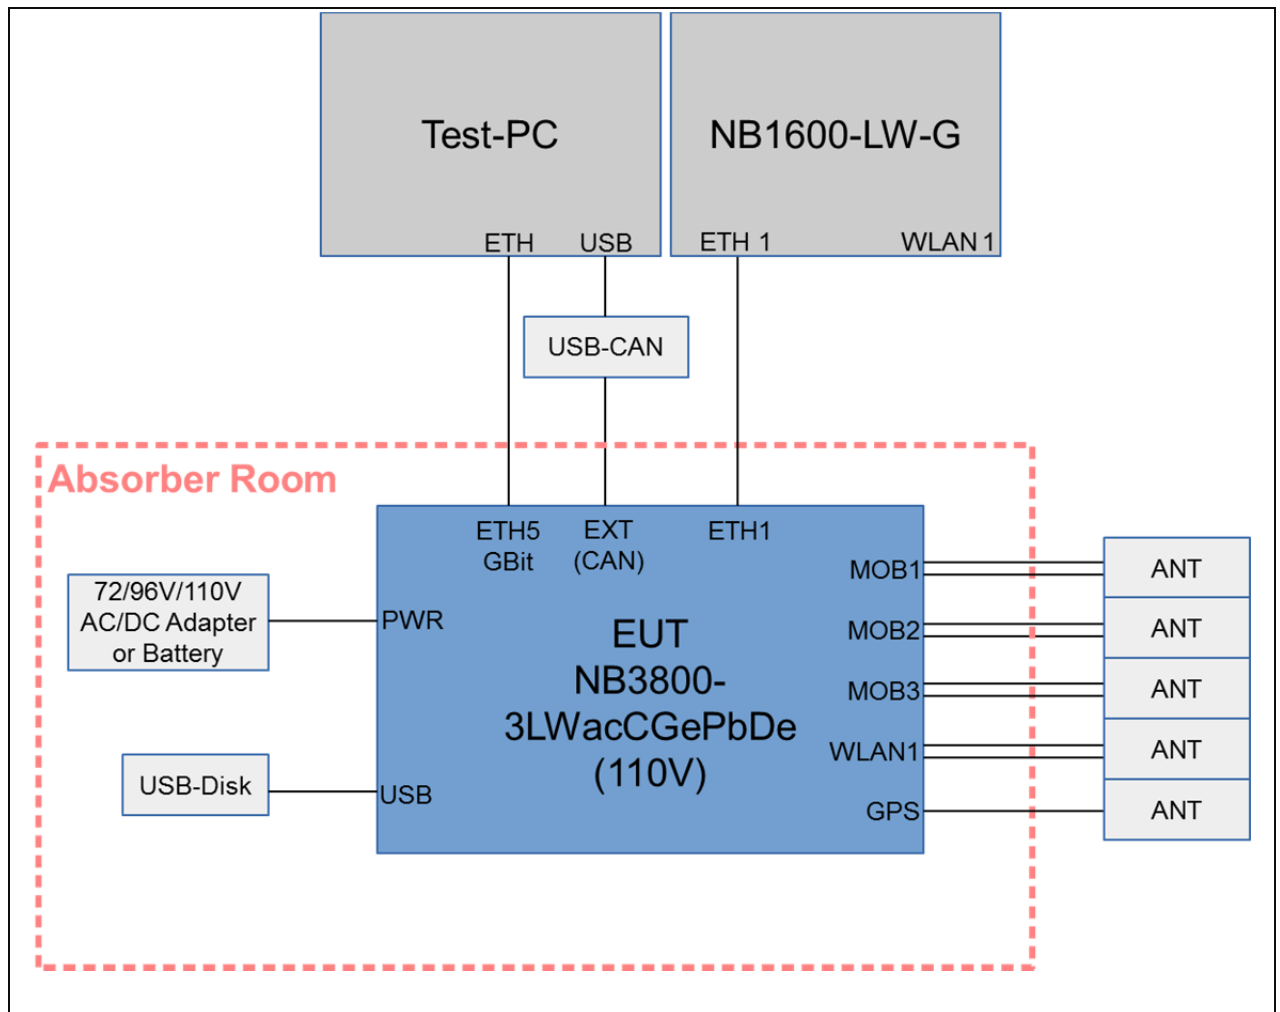 Test-PC
NB1600-LW-G
ETH
USB
ETH 1
WLAN 1
USB-CAN
Absorber Room
ETH5
GBit
EXT
(CAN)
ETH1
72/96V/110V
AC/DC Adapter
or Battery
PWR
USB-Disk
USB
EUT
NB3800-
3LWacCGePbDe
(110V)
MOB1
ANT
MOB2
ANT
MOB3
ANT
WLAN1
ANT
GPS
ANT